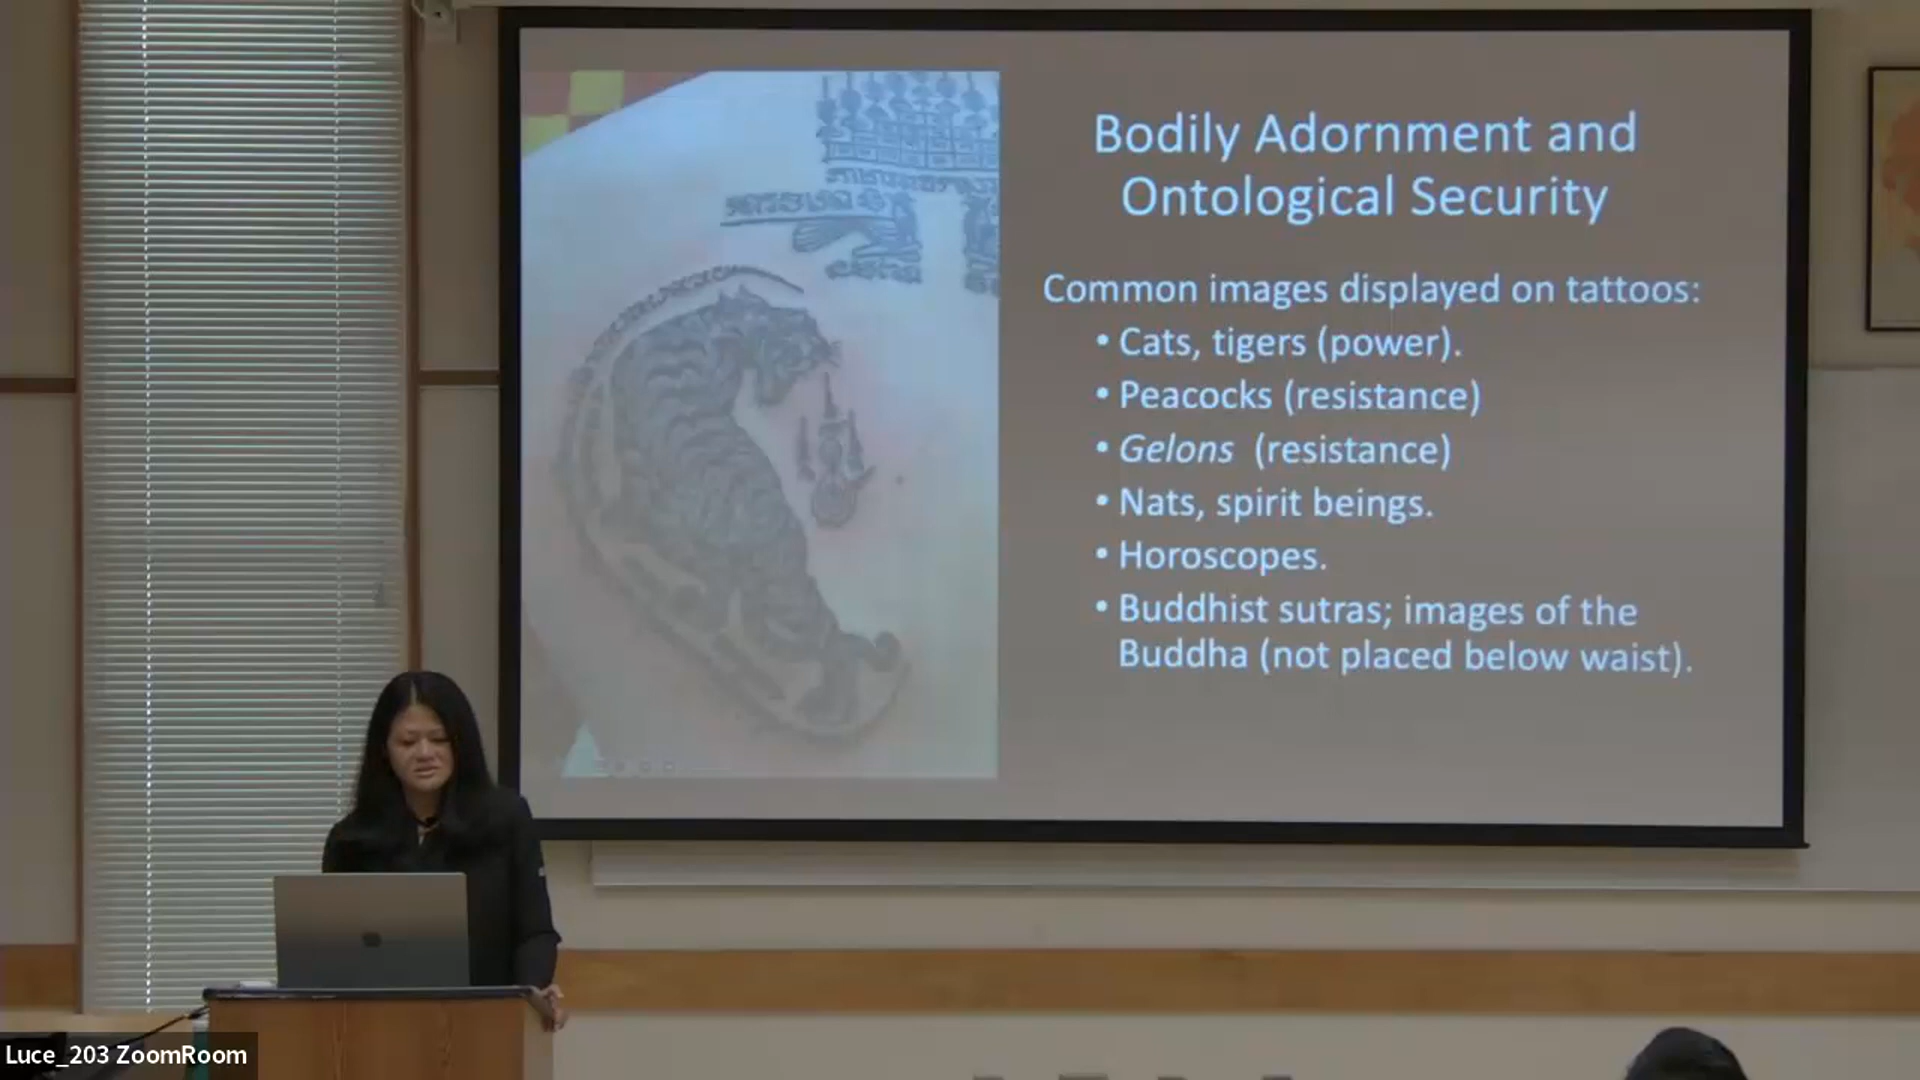 Bodily Adornment and
Ontological Security
Common images displayed on tattoos:
• Cats, tigers (power).
• Peacocks (resistance)
• Gelons (resistance)
• Nats, spirit beings.
• Horoscopes.
• Buddhist sutras; images of the
Buddha (not placed below waist).
Luce_203 ZoomRoom